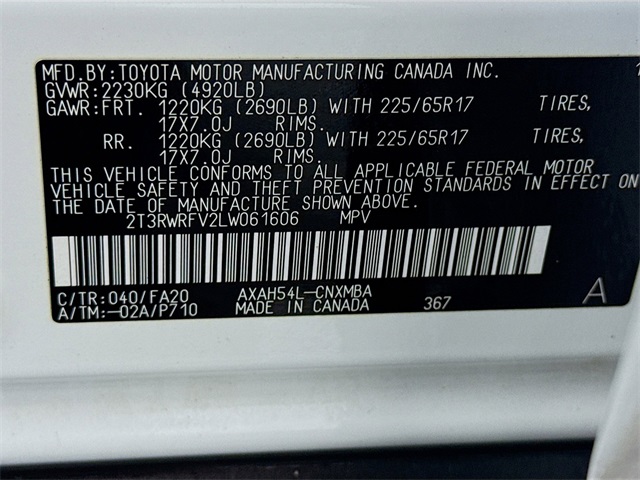 MFD.BY:TOYOTA MOTOR MANUFACTURING CANADA INC.
GVWR:2230KG (4920LB)
GAWR:FRT. 1220KG (2690LB) WITH 225/65R17 TIRES,
17X7.0J RIMS.
RR. 1220KG (2690LB) WITH 225/65R17 TIRES,
17X7.0J RIMS.
THIS VEHICLE CONFORMS TO ALL APPLICABLE FEDERAL MOTOR
VEHICLE SAFETY AND THEFT PREVENTION STANDARDS IN EFFECT ON
THE DATE OF MANUFACTURE SHOWN ABOVE.
2T3RWRFV2LW061606 MPV
C/TR:040/FA20 AXAH54L-CNXMBA
A/TM:-02A/P710 MADE IN CANADA 367 A